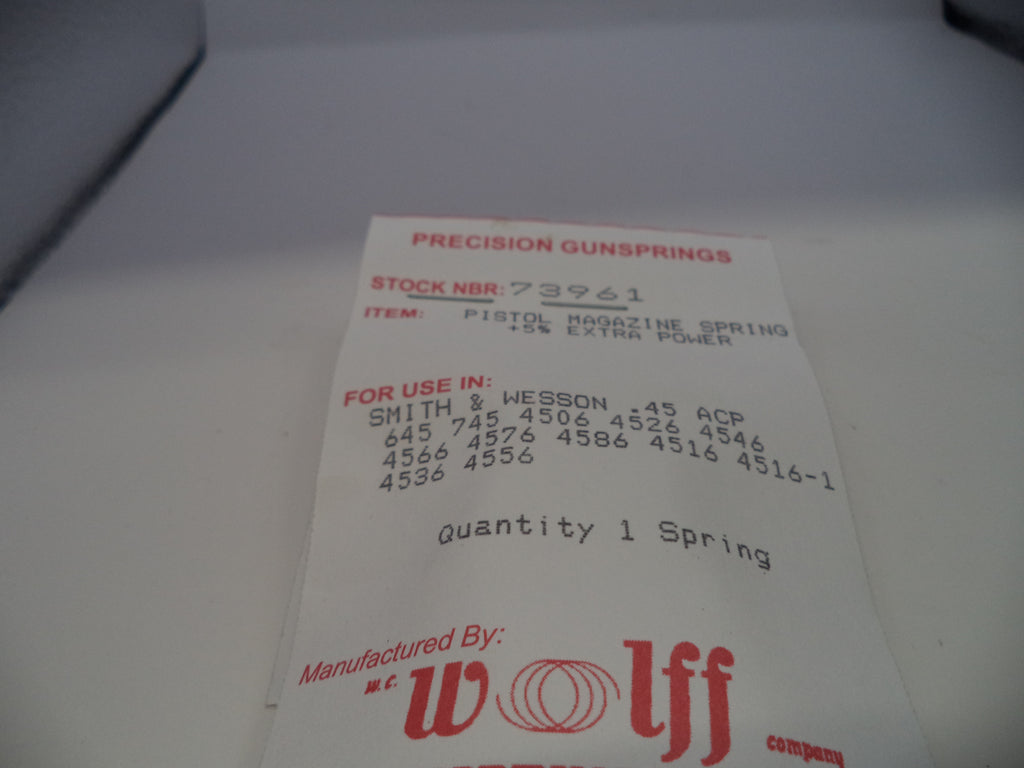 PRECISION GUNSPRINGS
STOCK NBR: 73961
ITEM: PISTOL MAGAZINE SPRING
+5% EXTRA POWER
FOR USE IN:
SMITH & WESSON .45 ACP
645 745 4506 4526 4546
4566 4576 4586 4516 4516-1
4536 4556
Quantity 1 Spring
Manufactured By:
W.C. Wolff company